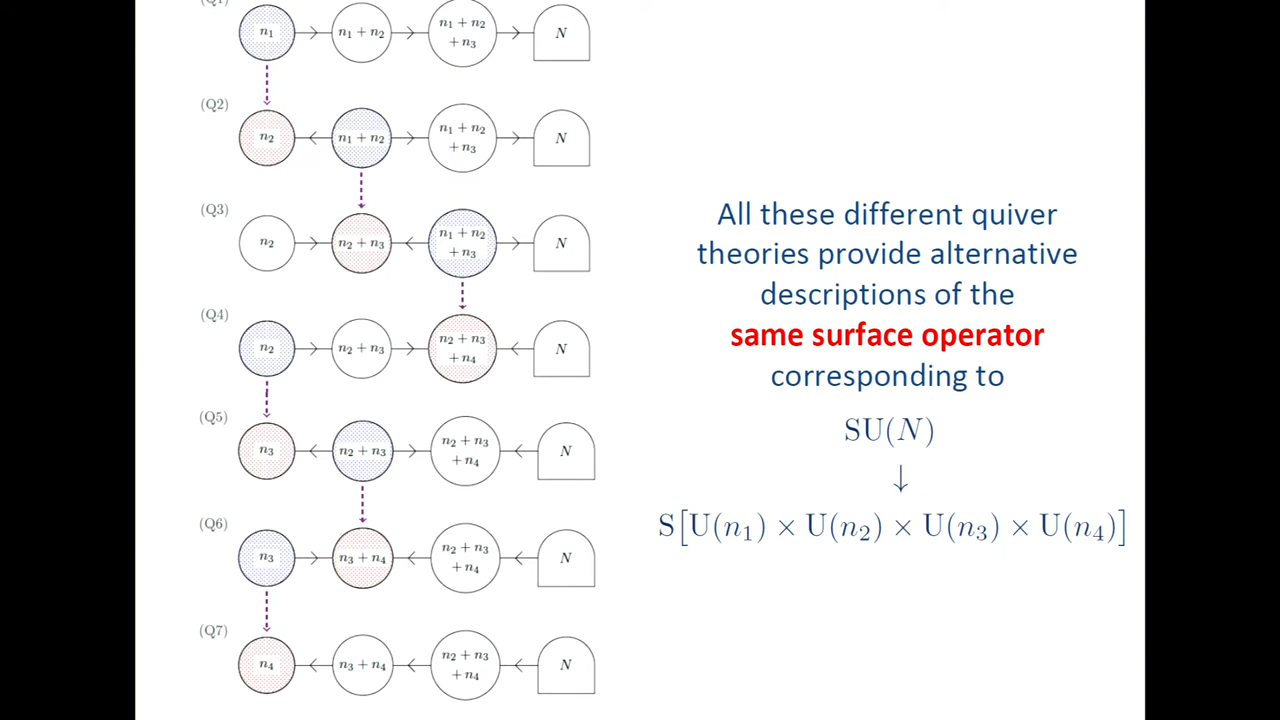 (Q1)
n₁
n₁ + n₂
n₁ + n₂
+ n₃
N
(Q2)
n₂
n₁ + n₂
n₁ + n₂
+ n₃
N
(Q3)
n₂
n₂ + n₃
n₁ + n₂
+ n₃
N
(Q4)
n₂
n₂ + n₃
n₂ + n₃
+ n₄
N
(Q5)
n₃
n₂ + n₃
n₂ + n₃
+ n₄
N
(Q6)
n₃
n₃ + n₄
n₂ + n₃
+ n₄
N
(Q7)
n₄
n₃ + n₄
n₂ + n₃
+ n₄
N
All these different quiver
theories provide alternative
descriptions of the
same surface operator
corresponding to
SU(N)
↓
S[U(n₁) × U(n₂) × U(n₃) × U(n₄)]